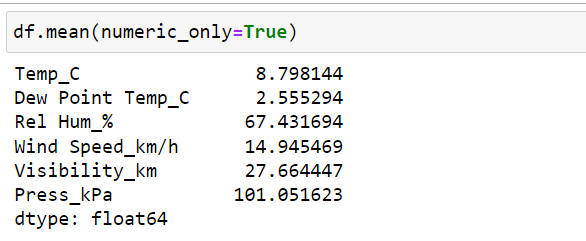 df.mean(numeric_only=True)
Temp_C 8.798144
Dew Point Temp_C 2.555294
Rel Hum_% 67.431694
Wind Speed_km/h 14.945469
Visibility_km 27.664447
Press_kPa 101.051623
dtype: float64